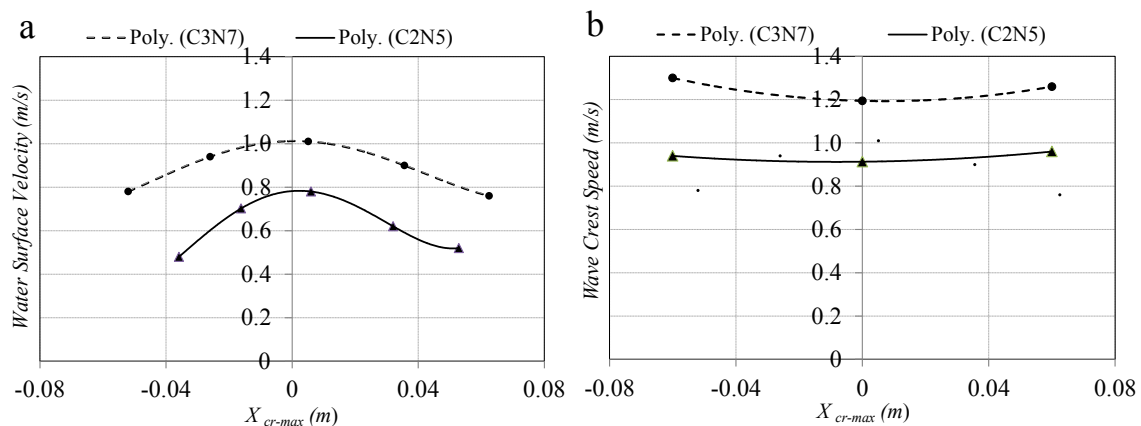 a
Poly. (C3N7) Poly. (C2N5)
Water Surface Velocity (m/s)
1.4
1.2
1.0
0.8
0.6
0.4
0.2
0
-0.08 -0.04 0 0.04 0.08
X cr-max (m)
b
Poly. (C3N7) Poly. (C2N5)
Wave Crest Speed (m/s)
1.4
1.2
1.0
0.8
0.6
0.4
0.2
0
-0.08 -0.04 0 0.04 0.08
X cr-max (m)